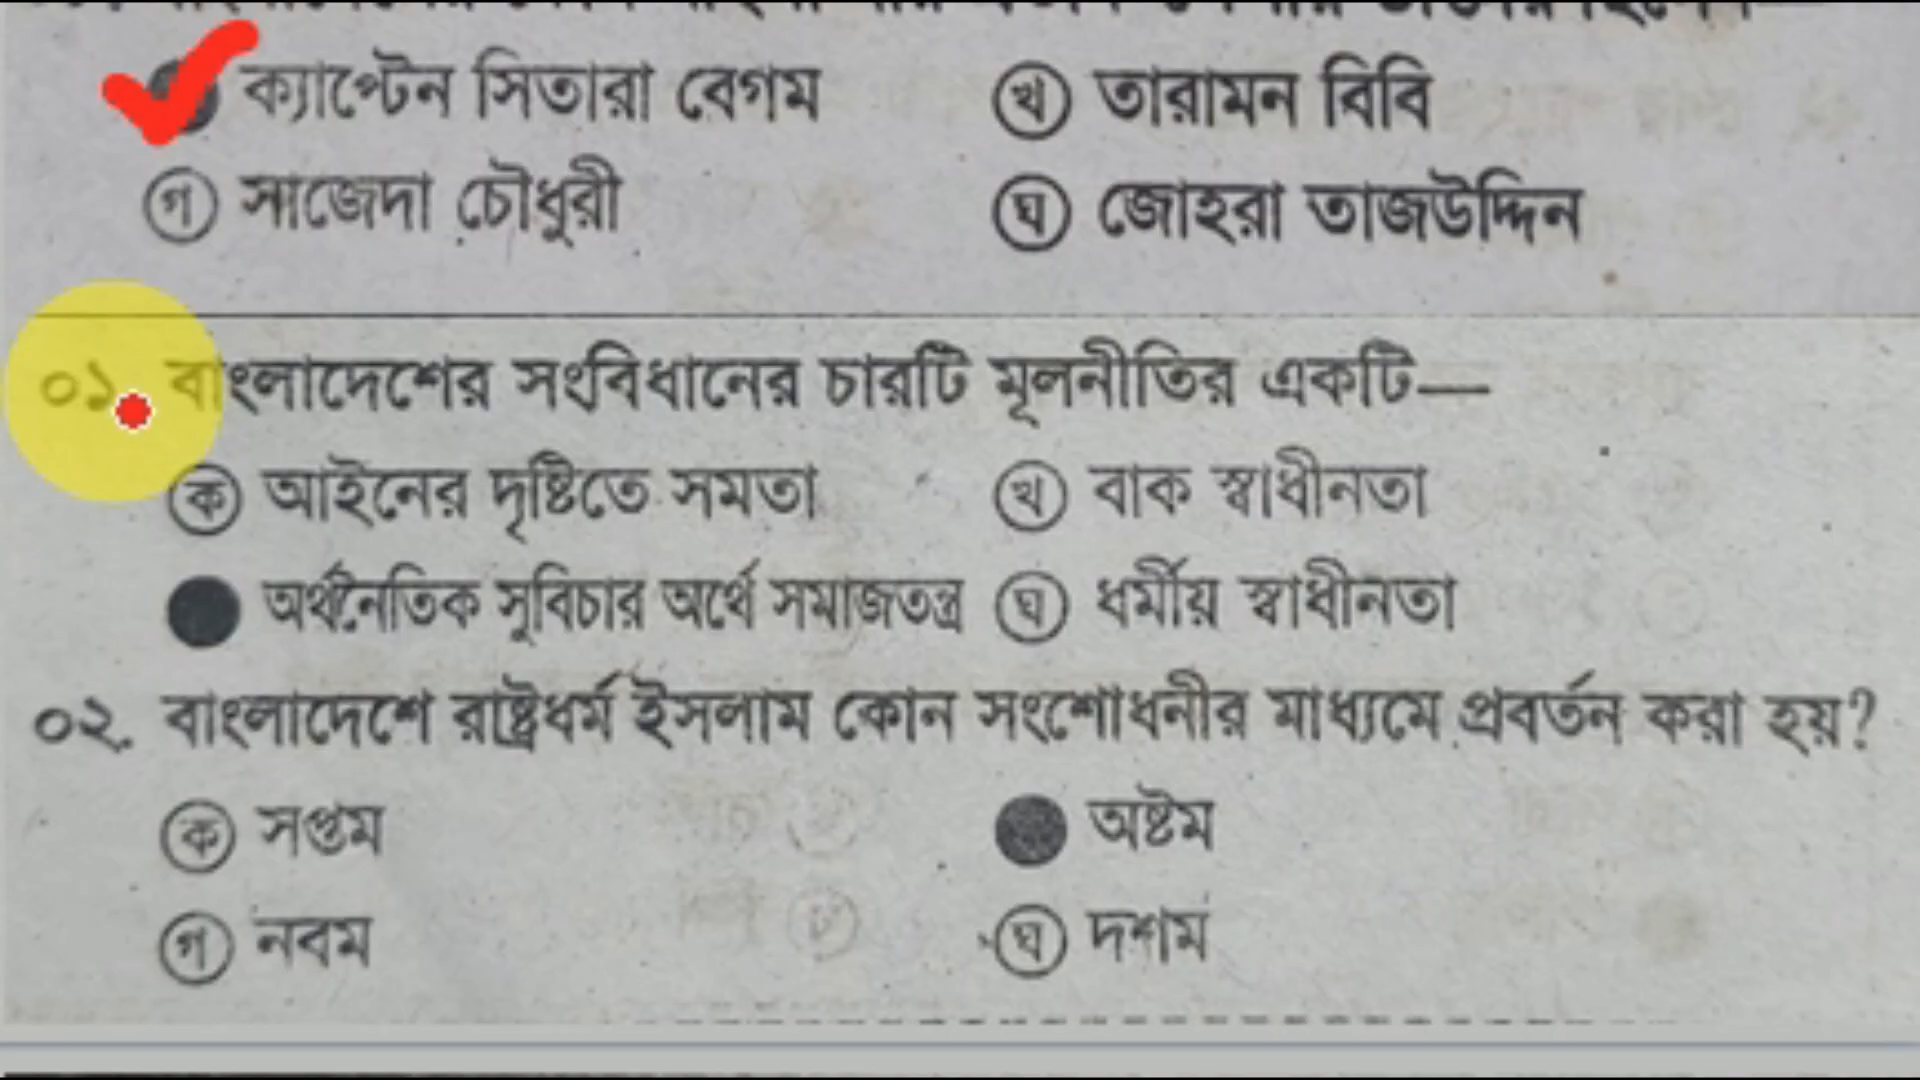 ক্যাপ্টেন সিতারা বেগম (খ) তারামন বিবি
(গ) সাজেদা চৌধুরী (ঘ) জোহরা তাজউদ্দিন
০১. বাংলাদেশের সংবিধানের চারটি মূলনীতির একটি—
(ক) আইনের দৃষ্টিতে সমতা (খ) বাক স্বাধীনতা
অর্থনৈতিক সুবিচার অর্থে সমাজতন্ত্র (ঘ) ধর্মীয় স্বাধীনতা
০২. বাংলাদেশে রাষ্ট্রধর্ম ইসলাম কোন সংশোধনীর মাধ্যমে প্রবর্তন করা হয়?
(ক) সপ্তম অষ্টম
(গ) নবম (ঘ) দশম